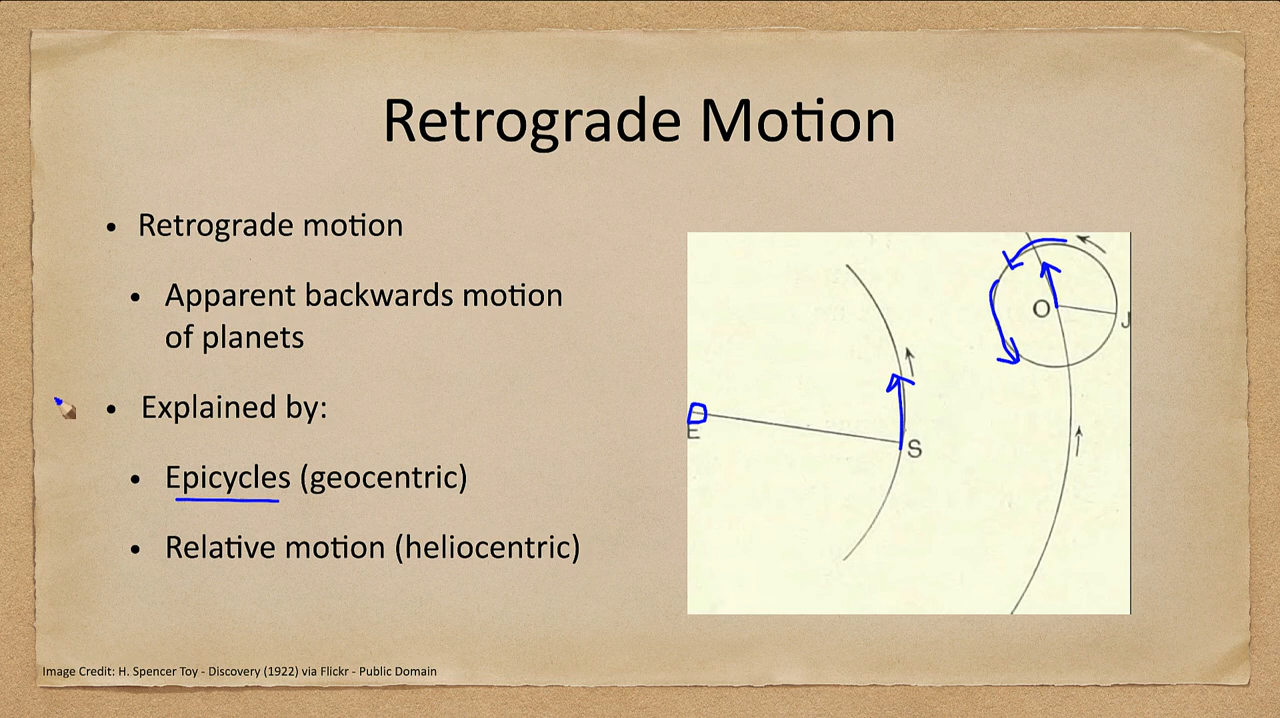 Retrograde Motion
• Retrograde motion
• Apparent backwards motion
of planets
• Explained by:
• Epicycles (geocentric)
• Relative motion (heliocentric)
O
J
E
S
Image Credit: H. Spencer Toy - Discovery (1922) via Flickr - Public Domain